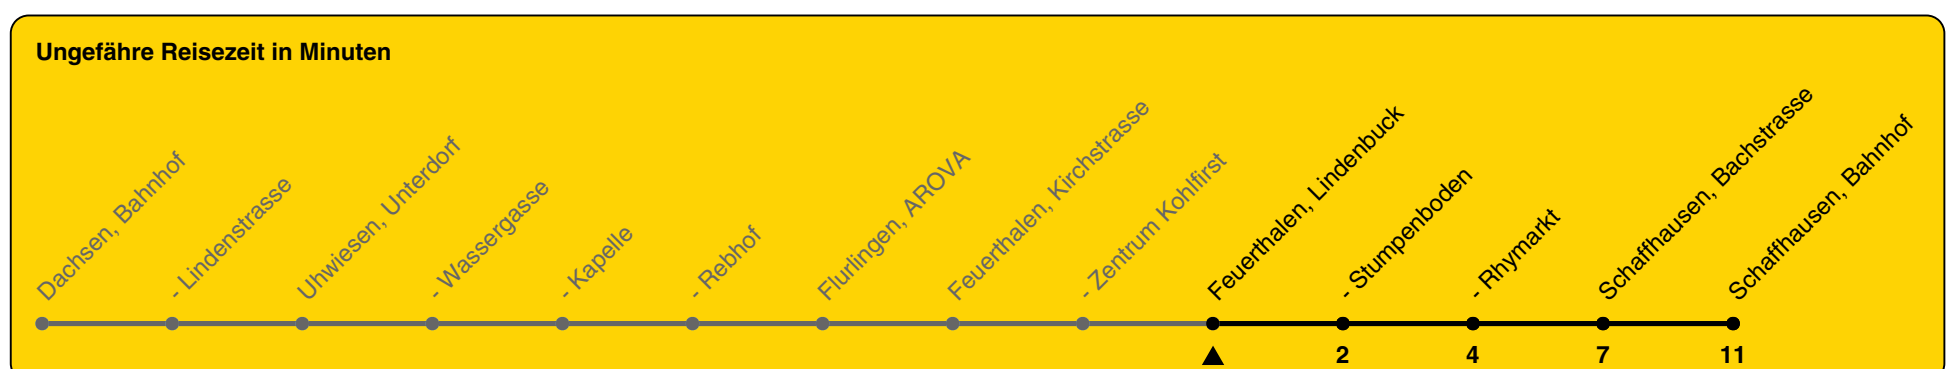 Ungefähre Reisezeit in Minuten
Dachsen, Bahnhof
- Lindenstrasse
Uhwiesen, Unterdorf
- Wassergasse
- Kapelle
- Rebhof
Flurlingen, AROVA
Feuerthalen, Kirchstrasse
- Zentrum Kohlfirst
Feuerthalen, Lindenbuck
- Stumpenboden
- Rhymarkt
Schaffhausen, Bachstrasse
Schaffhausen, Bahnhof
2 4 7 11